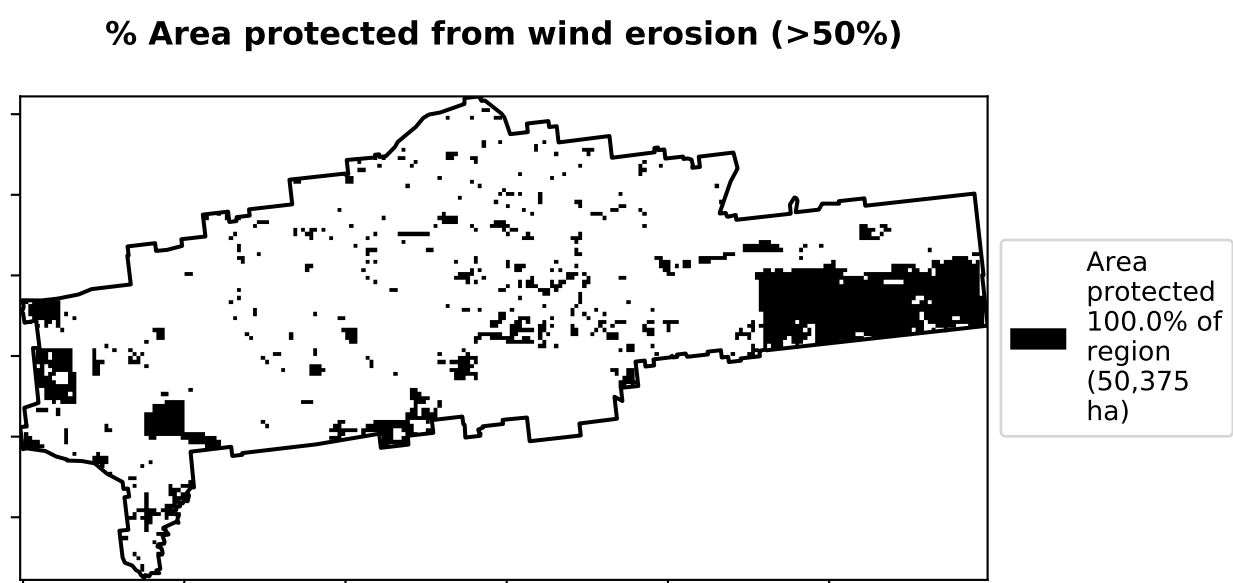 % Area protected from wind erosion (>50%)
Area
protected
100.0% of
region
(50,375
ha)